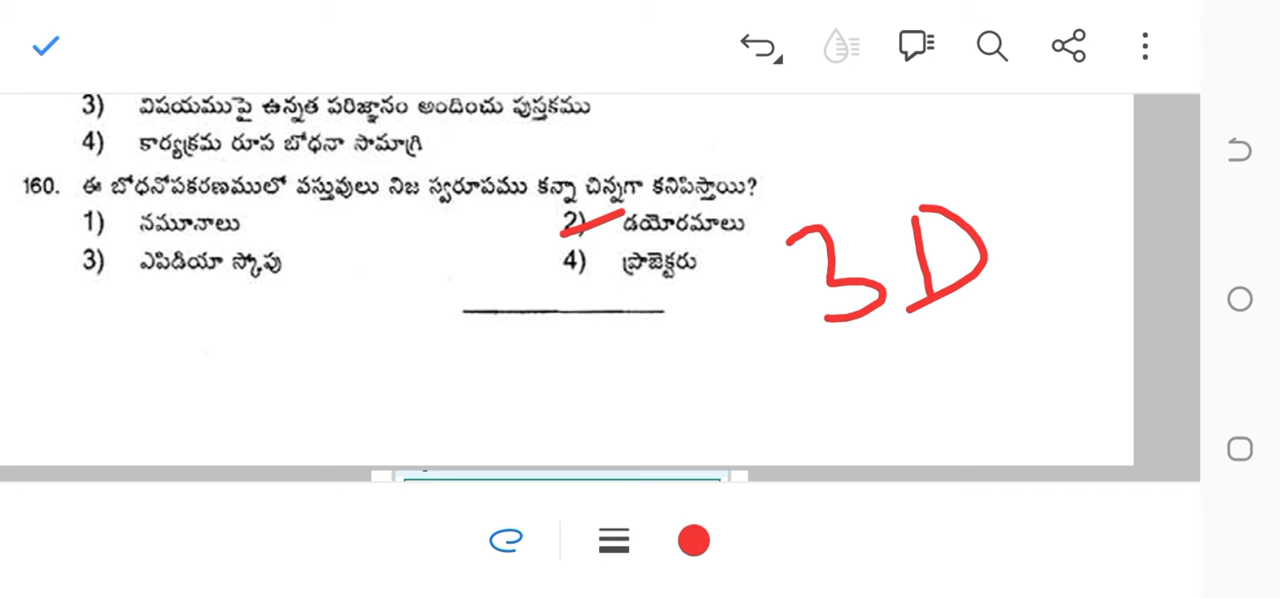 3) విషయముపై ఉన్నత పరిజ్ఞానం అందించు పుస్తకము
4) కార్యక్రమ రూప బోధనా సామాగ్రి
160. ఈ బోధనోపకరణములో వస్తువులు నిజ స్వరూపము కన్నా చిన్నగా కనిపిస్తాయి?
1) నమూనాలు 2) డయోరమాలు
3) ఎపిడియా స్కోపు 4) ప్రొజెక్టరు
3D